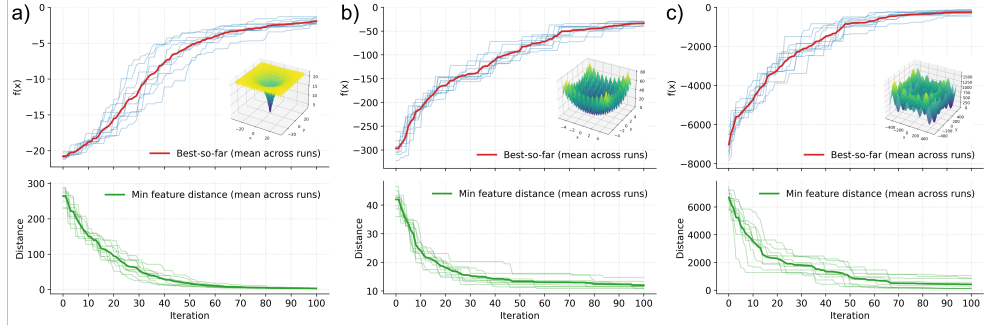 a)
0
−5
−10
−15
−20
f(x)
Best-so-far (mean across runs)
300
200
100
0
Distance
Min feature distance (mean across runs)
0 10 20 30 40 50 60 70 80 90 100
Iteration
b)
0
−50
−100
−150
−200
−250
−300
f(x)
Best-so-far (mean across runs)
40
30
20
10
Distance
Min feature distance (mean across runs)
0 10 20 30 40 50 60 70 80 90 100
Iteration
c)
0
−2000
−4000
−6000
−8000
f(x)
Best-so-far (mean across runs)
6000
4000
2000
0
Distance
Min feature distance (mean across runs)
0 10 20 30 40 50 60 70 80 90 100
Iteration